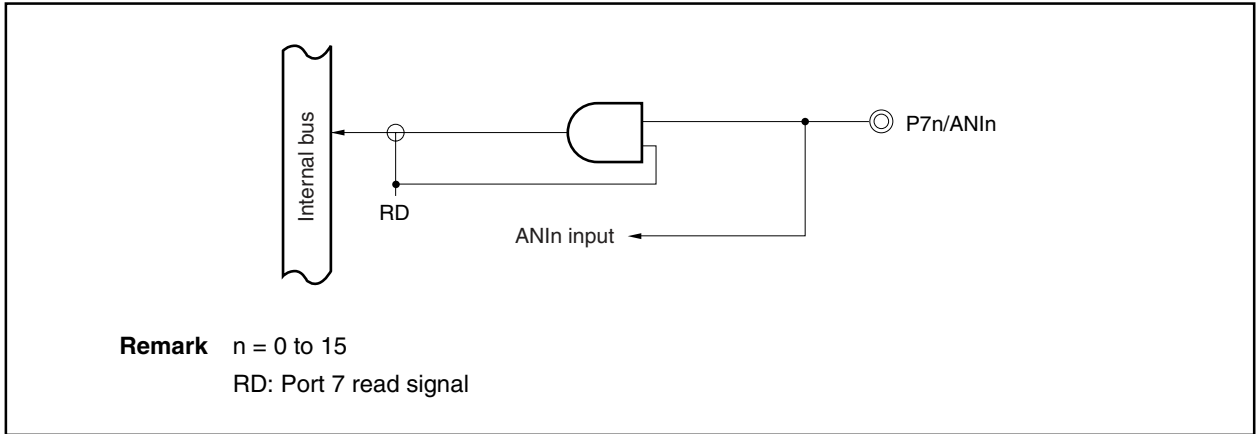 Internal bus
P7n/ANIn
RD
ANIn input
Remark n = 0 to 15
RD: Port 7 read signal